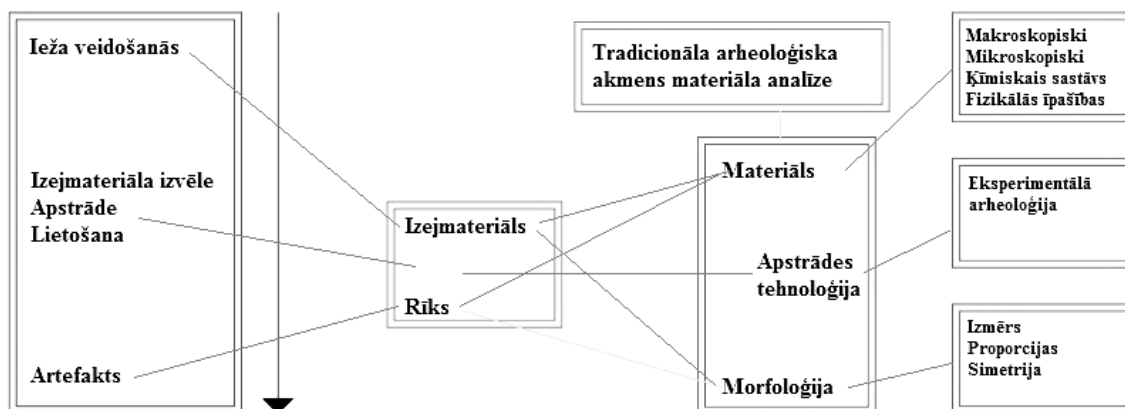 Ieža veidošanās
Izejmateriāla izvēle
Apstrāde
Lietošana
Artefakts
Izejmateriāls
Rīks
Tradicionāla arheoloģiska
akmens materiāla analīze
Materiāls
Apstrādes
tehnoloģija
Morfoloģija
Makroskopiski
Mikroskopiski
Ķīmiskais sastāvs
Fizikālās īpašības
Eksperimentālā
arheoloģija
Izmērs
Proporcijas
Simetrija